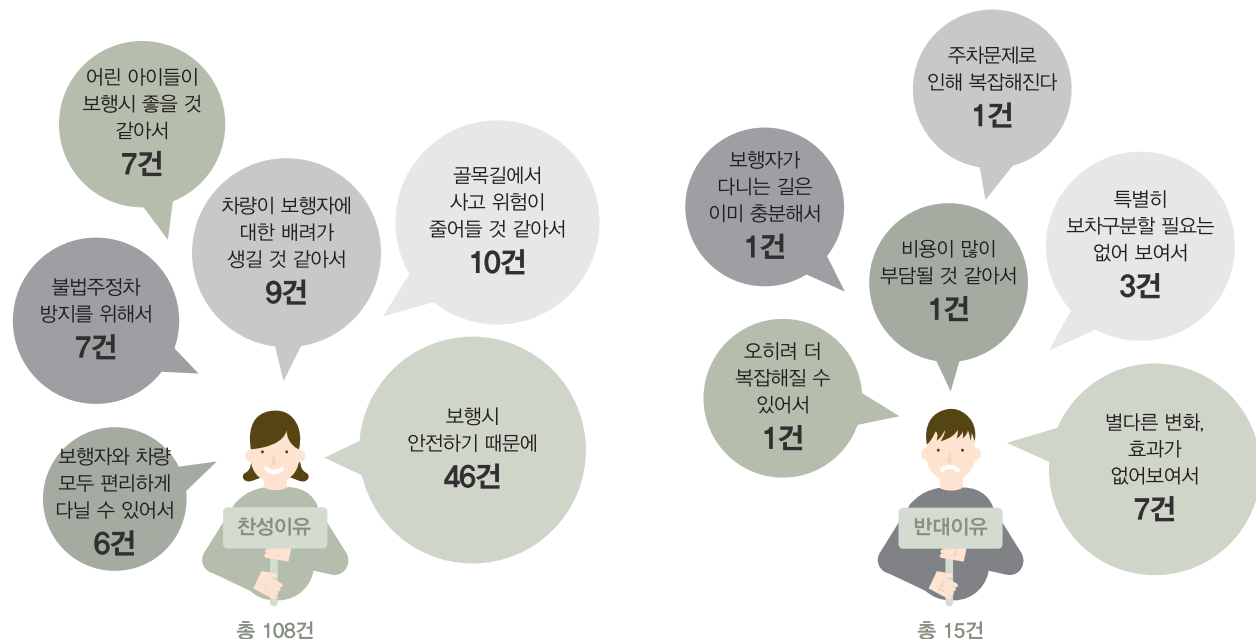 어린 아이들이
보행시 좋을 것
같아서
7건
차량이 보행자에
대한 배려가
생길 것 같아서
9건
골목길에서
사고 위험이
줄어들 것 같아서
10건
불법주정차
방지를 위해서
7건
보행시
안전하기 때문에
46건
보행자와 차량
모두 편리하게
다닐 수 있어서
6건
찬성이유
총 108건
주차문제로
인해 복잡해진다
1건
보행자가
다니는 길은
이미 충분해서
1건
비용이 많이
부담될 것 같아서
1건
특별히
보차구분할 필요는
없어 보여서
3건
오히려 더
복잡해질 수
있어서
1건
별다른 변화,
효과가
없어보여서
7건
반대이유
총 15건